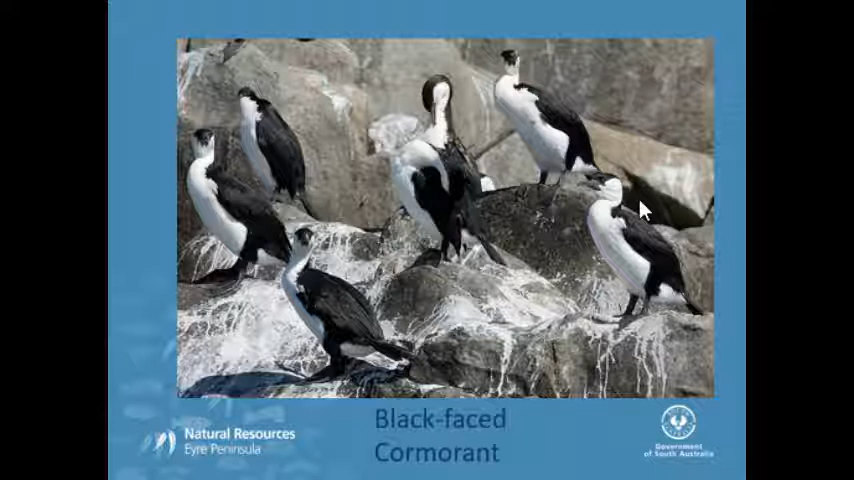 Black-faced
Cormorant
Natural Resources
Eyre Peninsula
Government
of South Australia